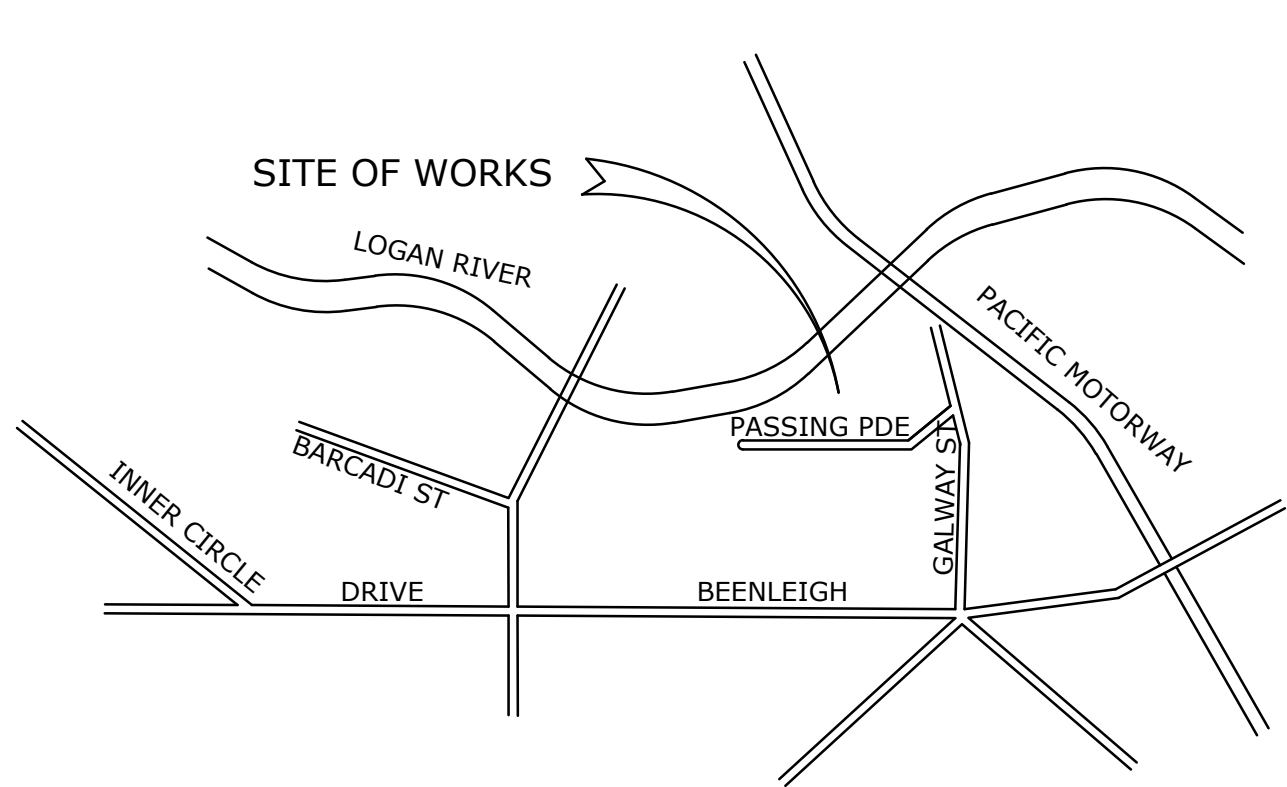 SITE OF WORKS
LOGAN RIVER
PACIFIC MOTORWAY
PASSING PDE
BARCADI ST
GALWAY ST
INNER CIRCLE
DRIVE
BEENLEIGH